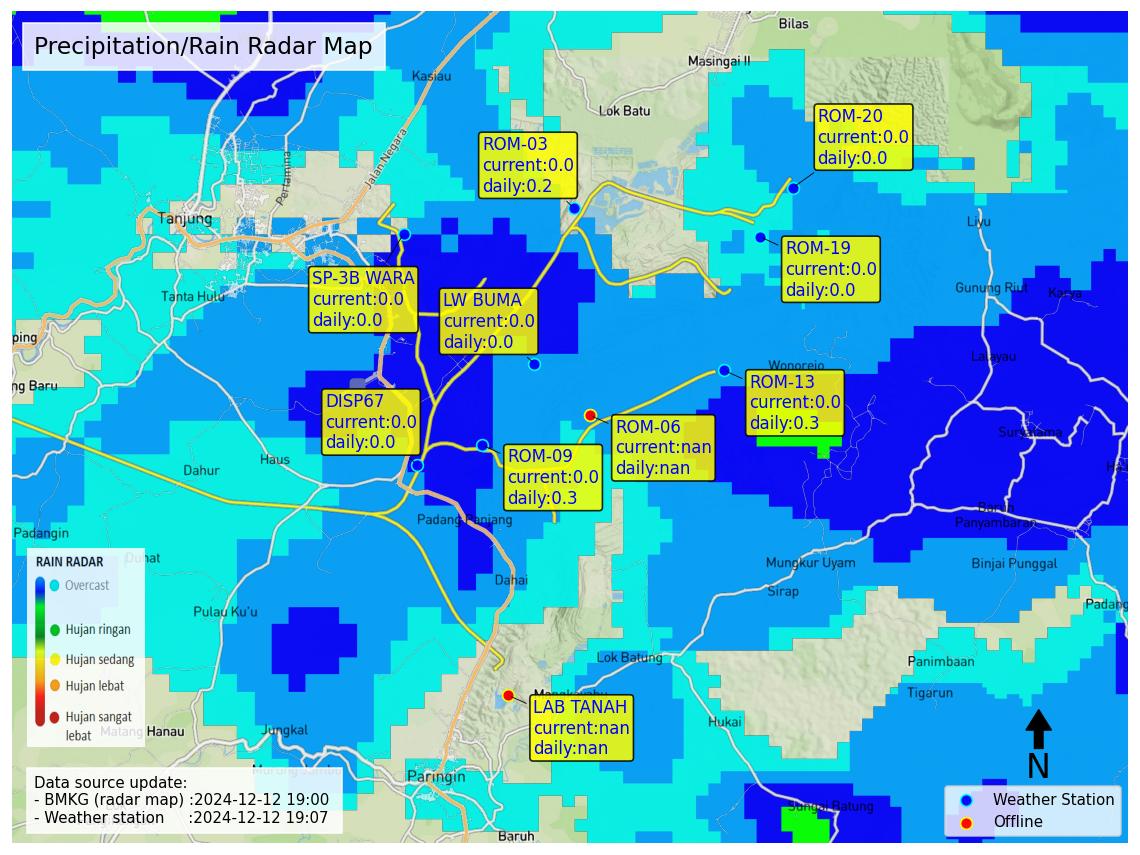 Precipitation/Rain Radar Map
Bilas
Masingai II
Kasiau
Lok Batu
Jalan Negara
Pertamina
ROM-20
current:0.0
daily:0.0
ROM-03
current:0.0
daily:0.2
Tanjung
Liyu
ROM-19
current:0.0
daily:0.0
SP-3B WARA
current:0.0
daily:0.0
LW BUMA
current:0.0
daily:0.0
Tanta Hulu
Gunung Riut
Karya
ping
Lalayau
Wonorejo
ng Baru
ROM-13
current:0.0
daily:0.3
DISP67
current:0.0
daily:0.0
ROM-06
current:nan
daily:nan
Suryatama
ROM-09
current:0.0
daily:0.3
Haus
Dahur
Padang Panjang
Barun
Panyambaran
Padangin
Mungkur Uyam
Binjai Punggal
Dahai
Sirap
Pulau Ku'u
Padang
RAIN RADAR
Overcast
Hujan ringan
Hujan sedang
Hujan lebat
Hujan sangat
lebat
Lok Batung
Panimbaan
Tigarun
LAB TANAH
current:nan
daily:nan
Hukai
Matang Hanau
Jungkal
Paringin
N
Data source update:
- BMKG (radar map) :2024-12-12 19:00
- Weather station :2024-12-12 19:07
Sungai Batung
Baruh
Weather Station
Offline